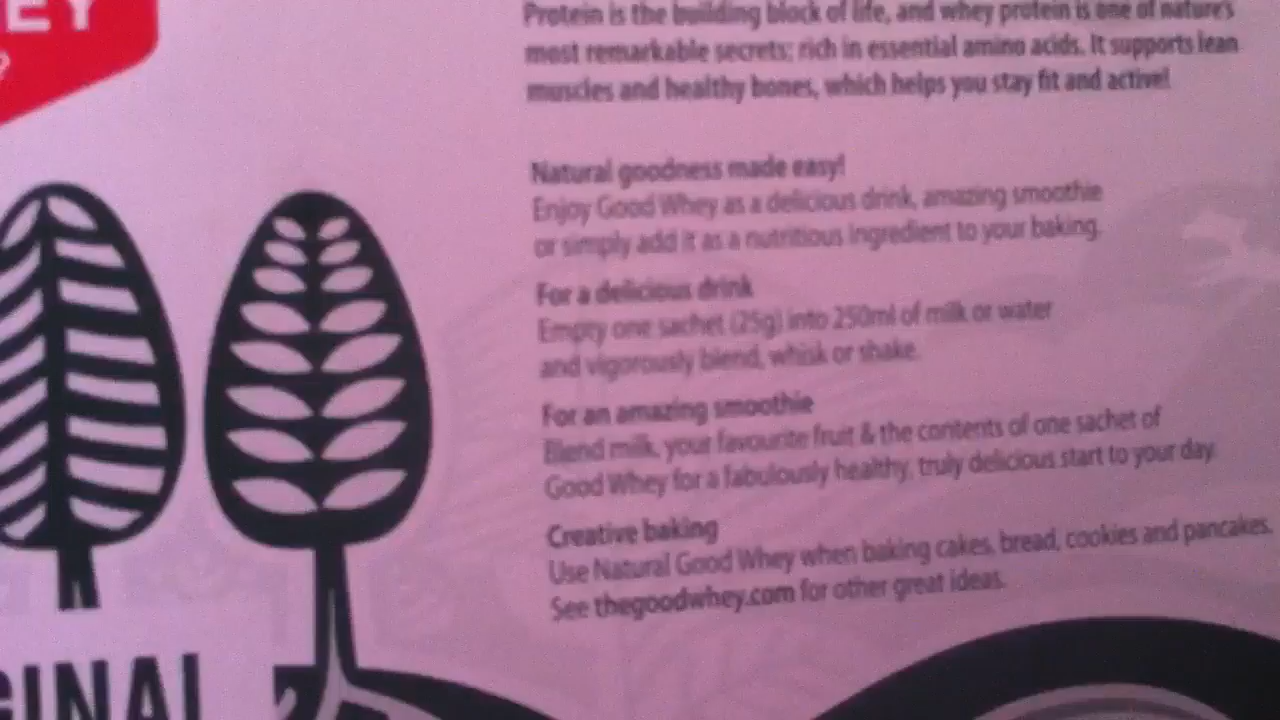 EY
?
Protein is the building block of life, and whey protein is one of nature's
most remarkable secrets; rich in essential amino acids. It supports lean
muscles and healthy bones, which helps you stay fit and active!
Natural goodness made easy!
Enjoy Good Whey as a delicious drink, amazing smoothie
or simply add it as a nutritious ingredient to your baking.
For a delicious drink
Empty one sachet (25g) into 250ml of milk or water
and vigorously blend, whisk or shake.
For an amazing smoothie
Blend milk, your favourite fruit & the contents of one sachet of
Good Whey for a fabulously healthy, truly delicious start to your day.
Creative baking
Use Natural Good Whey when baking cakes, bread, cookies and pancakes.
See thegoodwhey.com for other great ideas.
GINAL